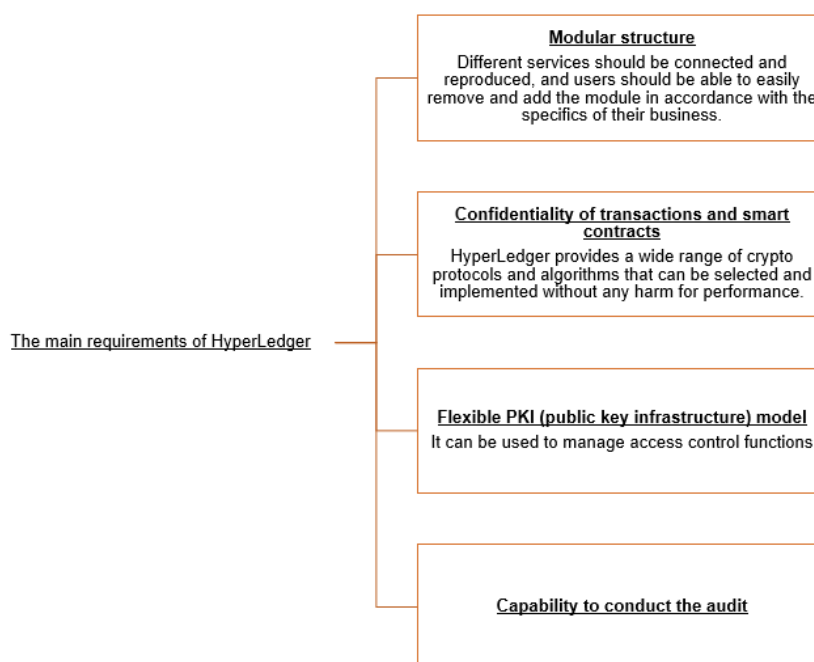 Modular structure
Different services should be connected and
reproduced, and users should be able to easily
remove and add the module in accordance with the
specifics of their business.
Confidentiality of transactions and smart
contracts
HyperLedger provides a wide range of crypto
protocols and algorithms that can be selected and
implemented without any harm for performance.
The main requirements of HyperLedger
Flexible PKI (public key infrastructure) model
It can be used to manage access control functions
Capability to conduct the audit